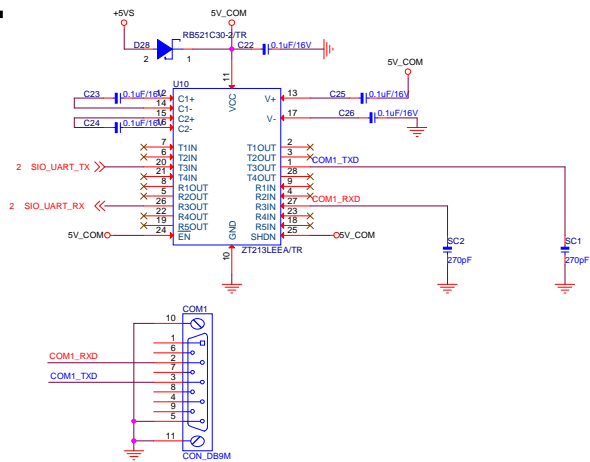 +5VS
5V_COM
RB521C30-2/TR
D28
2
1
C22
0.1uF/16V
5V_COM
11
U10
C23
0.1uF/16V
12
C1+
VCC
V+
13
C25
0.1uF/16V
14
C1-
15
C2+
V-
17
C26
0.1uF/16V
C24
0.1uF/16V
16
C2-
7
T1IN
T1OUT
2
6
T2IN
T2OUT
3
2
SIO_UART_TX
20
T3IN
T3OUT
1
COM1_TXD
21
T4IN
T4OUT
28
8
R1OUT
R1IN
9
5
R2OUT
R2IN
4
2
SIO_UART_RX
26
R3OUT
R3IN
27
COM1_RXD
22
R4OUT
R4IN
23
19
R5OUT
R5IN
18
5V_COM
24
EN
GND
SHDN
25
5V_COM
10
ZT213LEEA/TR
SC2
270pF
SC1
270pF
COM1
10
1
6
COM1_RXD
2
7
COM1_TXD
3
8
4
9
5
11
CON_DB9M